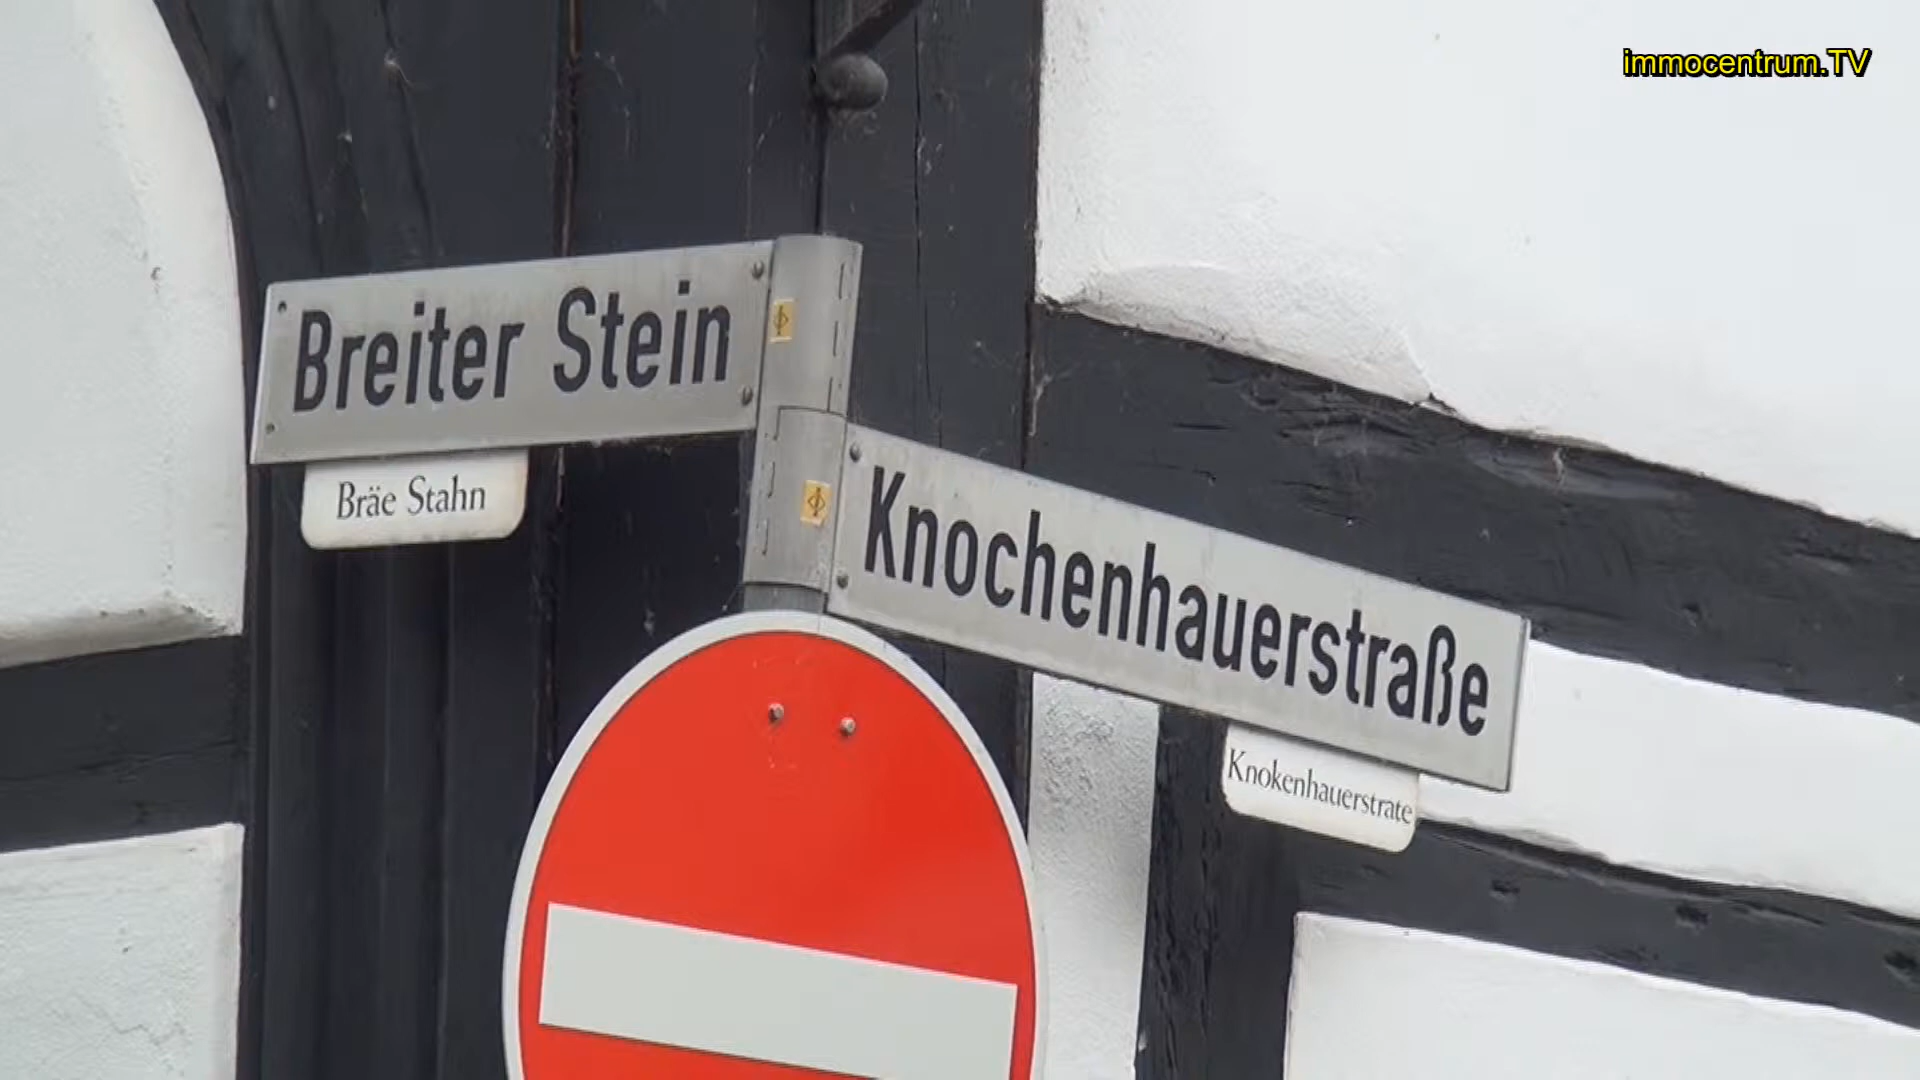 immocentrum.TV
Breiter Stein
Bräe Stahn
Knochenhauerstraße
Knokenhauerstrate